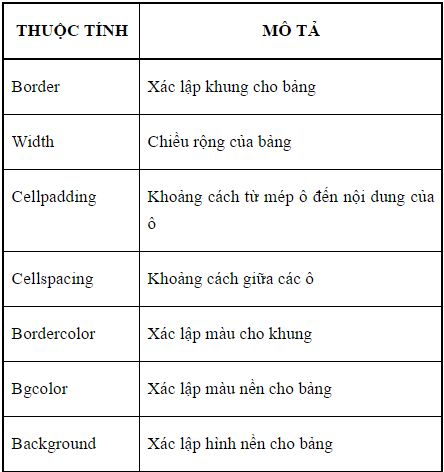 THUỘC TÍNH MÔ TẢ
Border Xác lập khung cho bảng
Width Chiều rộng của bảng
Cellpadding Khoảng cách từ mép ô đến nội dung của
ô
Cellspacing Khoảng cách giữa các ô
Bordercolor Xác lập màu cho khung
Bgcolor Xác lập màu nền cho bảng
Background Xác lập hình nền cho bảng